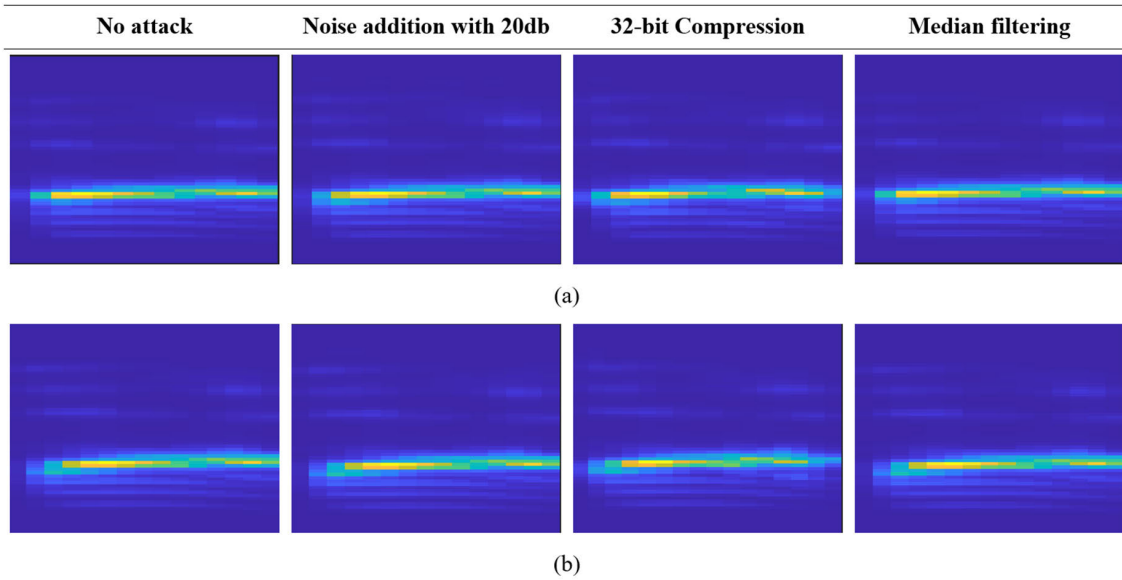 No attack Noise addition with 20db 32-bit Compression Median filtering
(a)
(b)